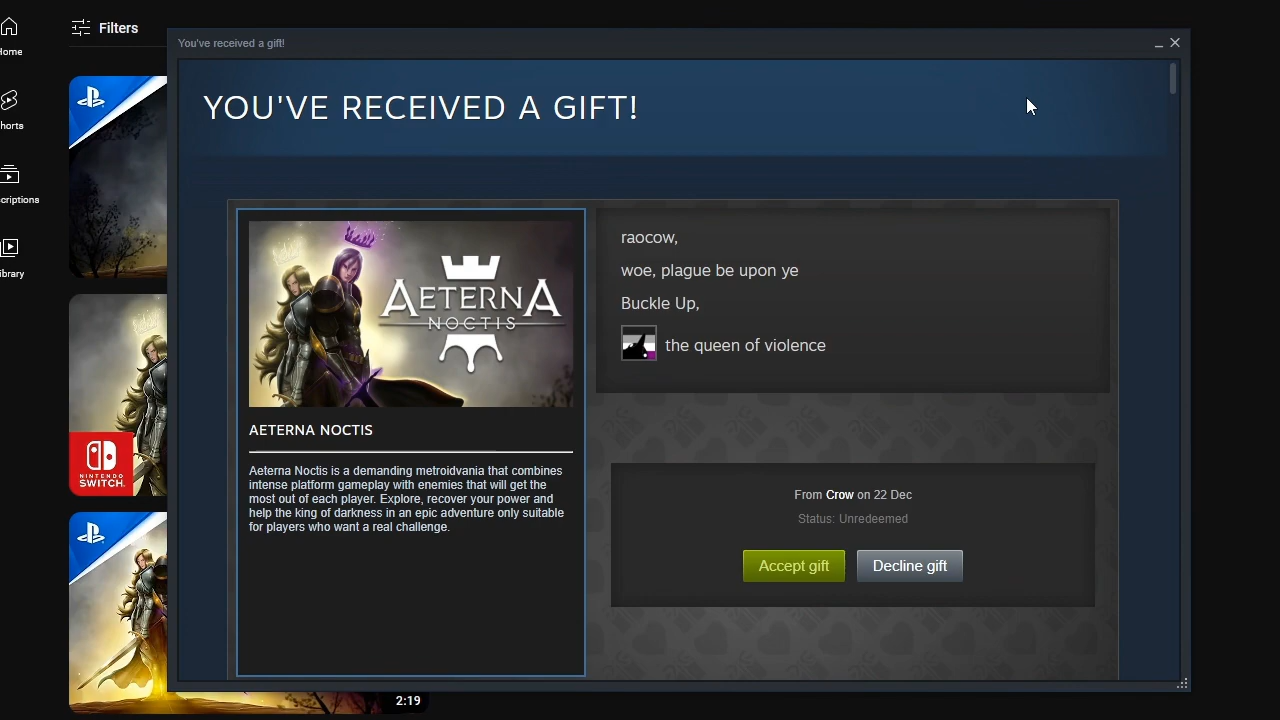 Home
Filters
You've received a gift!
YOU'VE RECEIVED A GIFT!
horts
criptions
ibrary
NINTENDO
SWITCH.
2:19
AETERNA
NOCTIS
AETERNA NOCTIS
Aeterna Noctis is a demanding metroidvania that combines
intense platform gameplay with enemies that will get the
most out of each player. Explore, recover your power and
help the king of darkness in an epic adventure only suitable
for players who want a real challenge.
raocow,
woe, plague be upon ye
Buckle Up,
the queen of violence
From Crow on 22 Dec
Status: Unredeemed
Accept gift
Decline gift